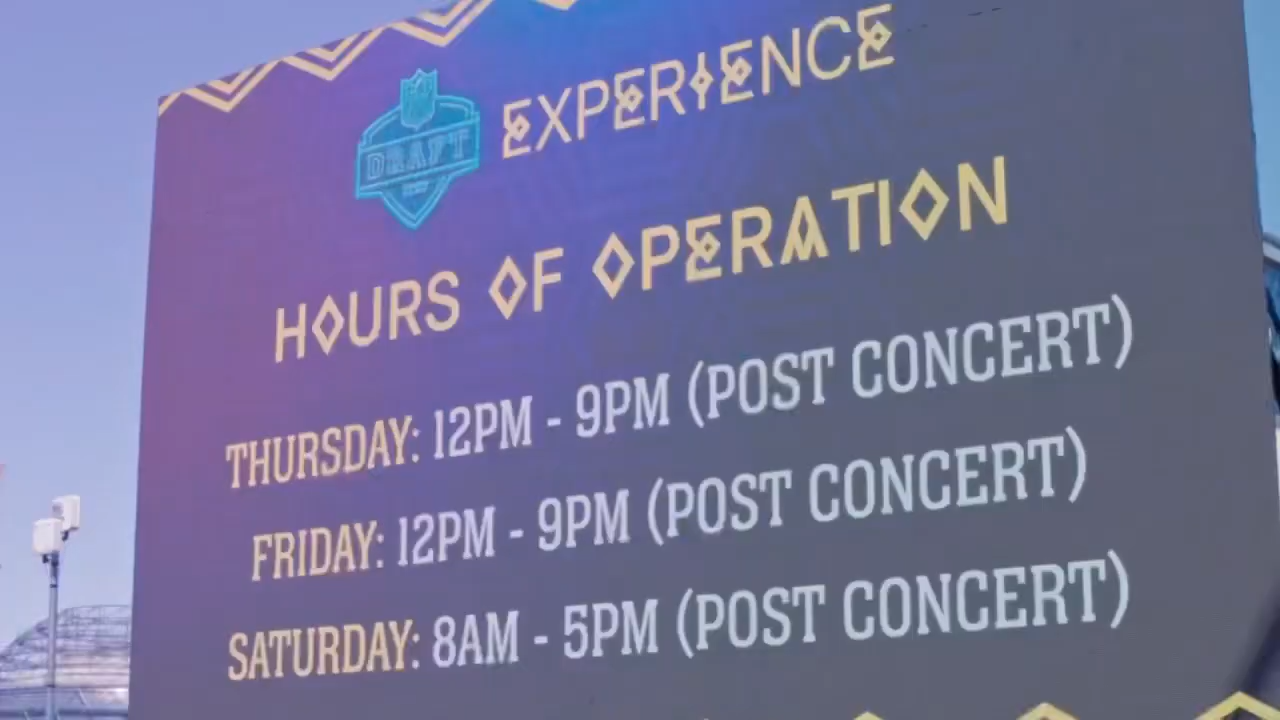 DRAFT
EXPERIENCE
HOURS OF OPERATION
THURSDAY: 12PM - 9PM (POST CONCERT)
FRIDAY: 12PM - 9PM (POST CONCERT)
SATURDAY: 8AM - 5PM (POST CONCERT)